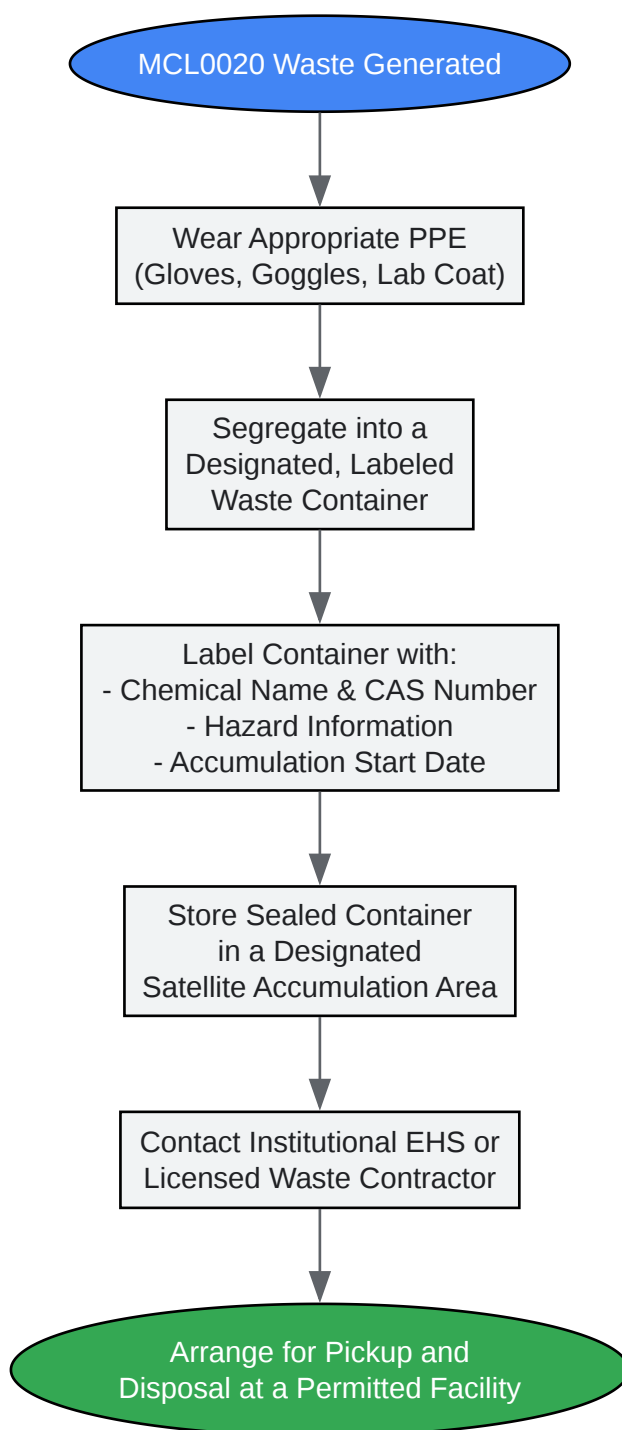 MCL0020 Waste Generated
Wear Appropriate PPE
(Gloves, Goggles, Lab Coat)
Segregate into a
Designated, Labeled
Waste Container
Label Container with:
- Chemical Name & CAS Number
- Hazard Information
- Accumulation Start Date
Store Sealed Container
in a Designated
Satellite Accumulation Area
Contact Institutional EHS or
Licensed Waste Contractor
Arrange for Pickup and
Disposal at a Permitted Facility